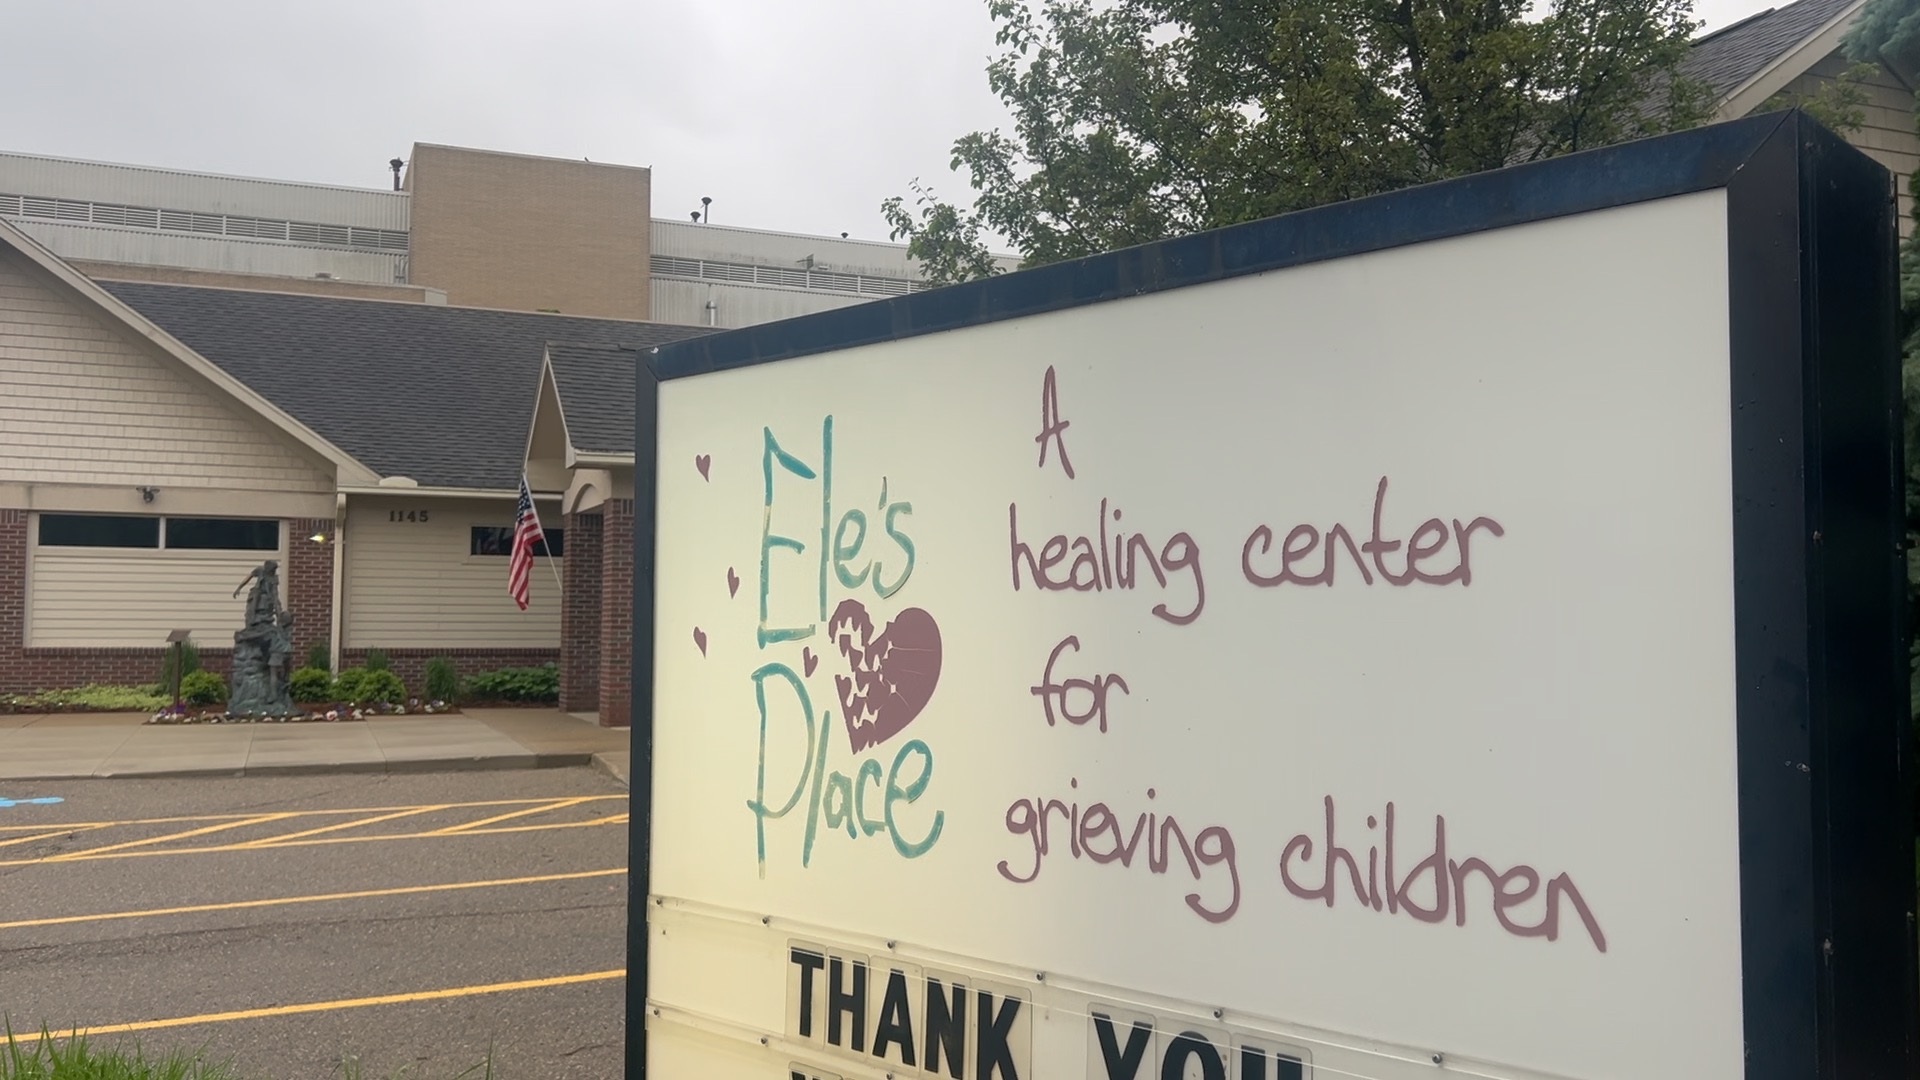 1145
Ele's
Place
A
healing center
for
grieving children
THANK YOU